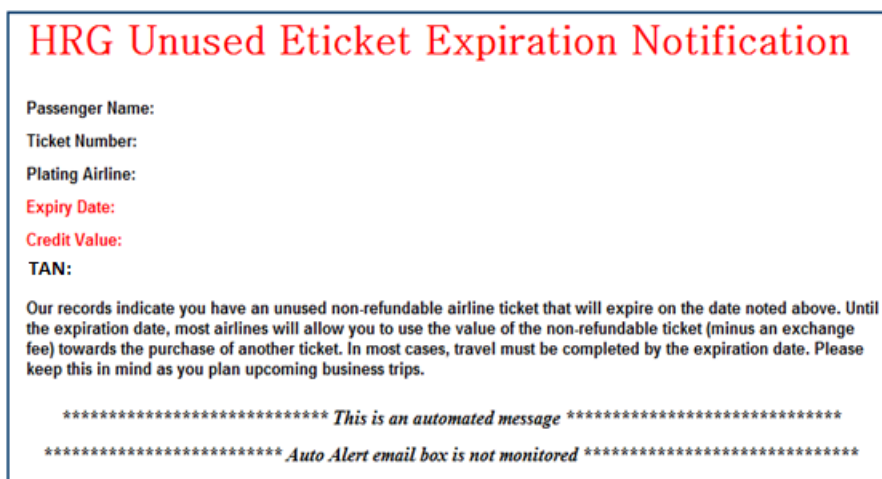 HRG Unused Eticket Expiration Notification
Passenger Name:
Ticket Number:
Plating Airline:
Expiry Date:
Credit Value:
TAN:
Our records indicate you have an unused non-refundable airline ticket that will expire on the date noted above. Until
the expiration date, most airlines will allow you to use the value of the non-refundable ticket (minus an exchange
fee) towards the purchase of another ticket. In most cases, travel must be completed by the expiration date. Please
keep this in mind as you plan upcoming business trips.
***************************** This is an automated message ******************************
************************** Auto Alert email box is not monitored ******************************